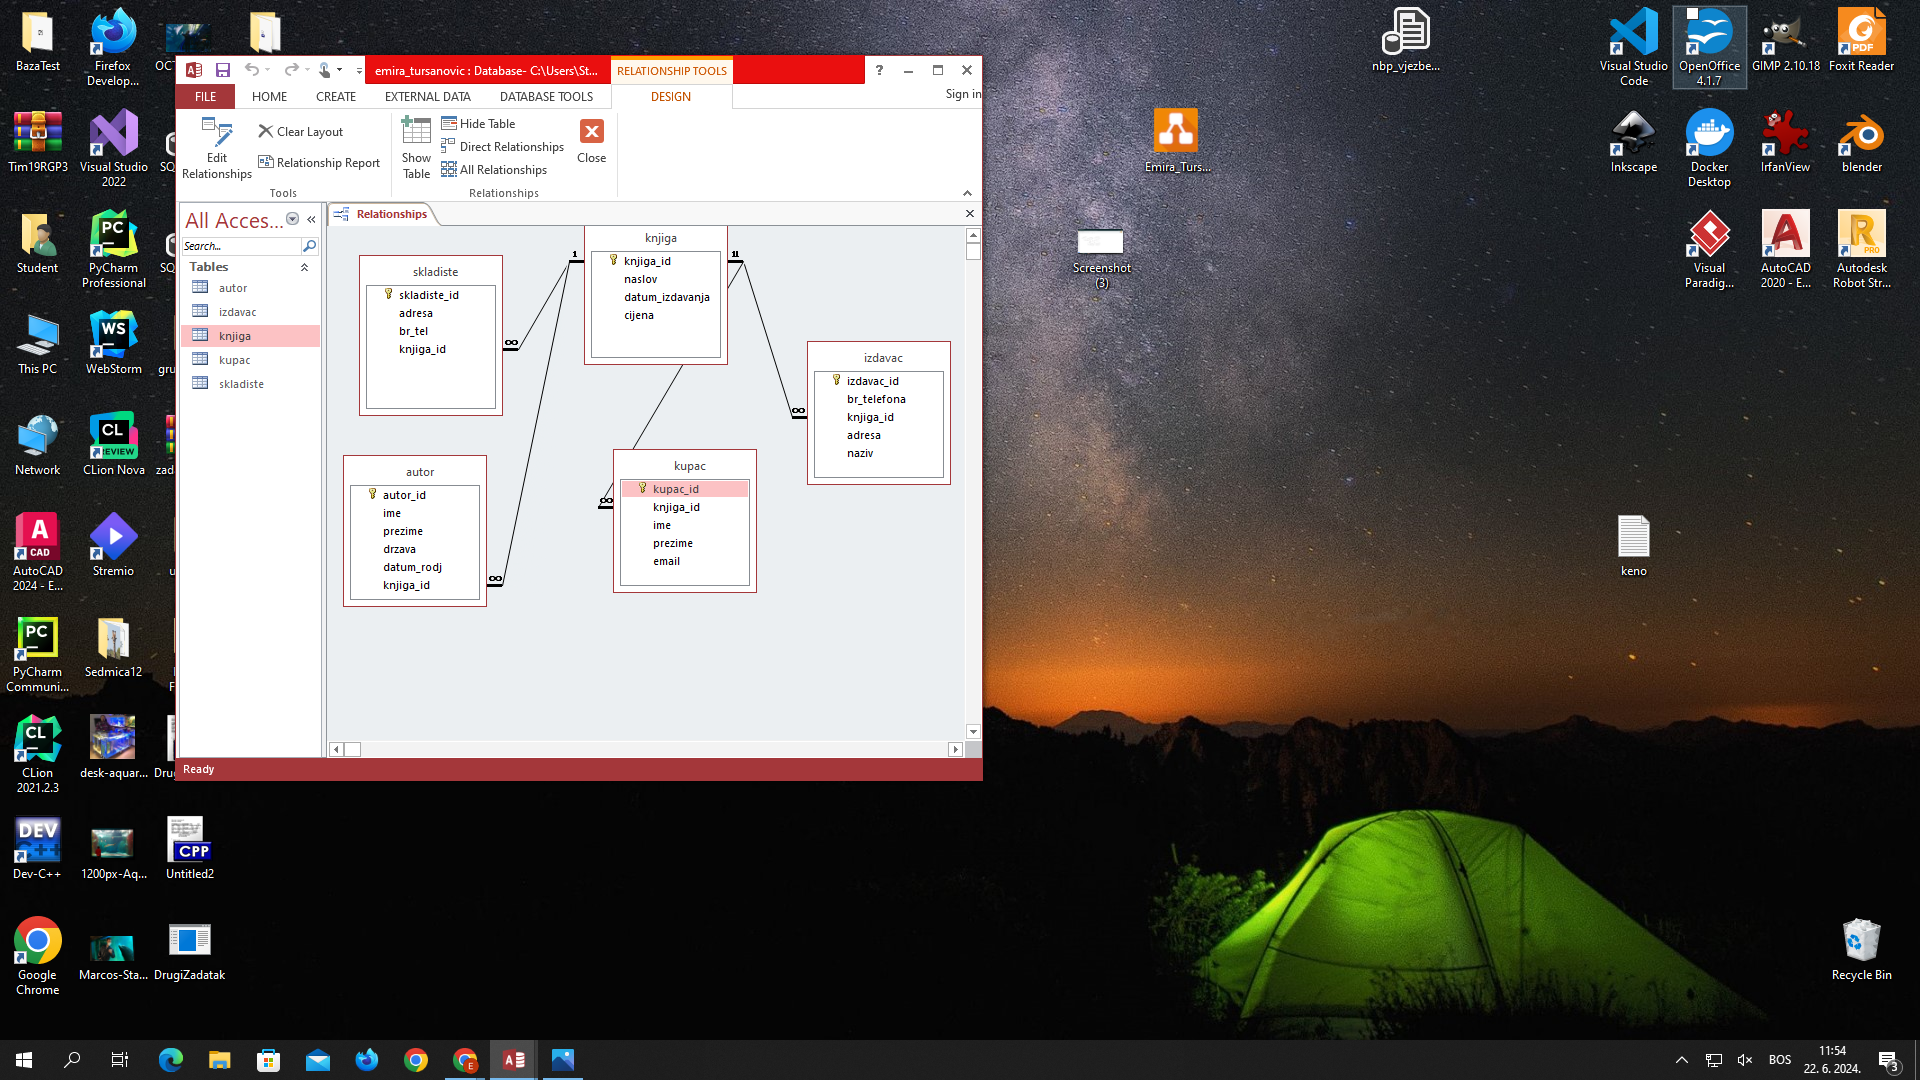 BazaTest
Firefox
Develop...
OCT
emira_tursanovic : Database- C:\Users\St...
RELATIONSHIP TOOLS
?
FILE
HOME
CREATE
EXTERNAL DATA
DATABASE TOOLS
DESIGN
Sign in
Edit
Relationships
Clear Layout
Relationship Report
Tools
Show
Table
Hide Table
Direct Relationships
All Relationships
Close
Relationships
All Acces...
Search...
Tables
autor
izdavac
knjiga
kupac
skladiste
Relationships
skladiste
skladiste_id
adresa
br_tel
knjiga_id
knjiga
knjiga_id
naslov
datum_izdavanja
cijena
izdavac
izdavac_id
br_telefona
knjiga_id
adresa
naziv
autor
autor_id
ime
prezime
drzava
datum_rodj
knjiga_id
kupac
kupac_id
knjiga_id
ime
prezime
email
1
∞
∞
∞
∞
Ready
Tim19RGP3
Visual Studio
2022
SQ
Student
PyCharm
Professional
SQ
This PC
WebStorm
gru
Network
CLion Nova
zad
AutoCAD
2024 - E...
Stremio
u
PyCharm
Communi...
Sedmica12
F
CLion
2021.2.3
desk-aquar...
Drug
Dev-C++
1200px-Aq...
Untitled2
Google
Chrome
Marcos-Sta...
DrugiZadatak
nbp_vjezbe...
Emira_Turs...
Screenshot
(3)
Visual Studio
Code
OpenOffice
4.1.7
GIMP 2.10.18
Foxit Reader
Inkscape
Docker
Desktop
IrfanView
blender
Visual
Paradig...
AutoCAD
2020 - E...
Autodesk
Robot Str...
keno
Recycle Bin
BOS
11:54
22. 6. 2024.
3